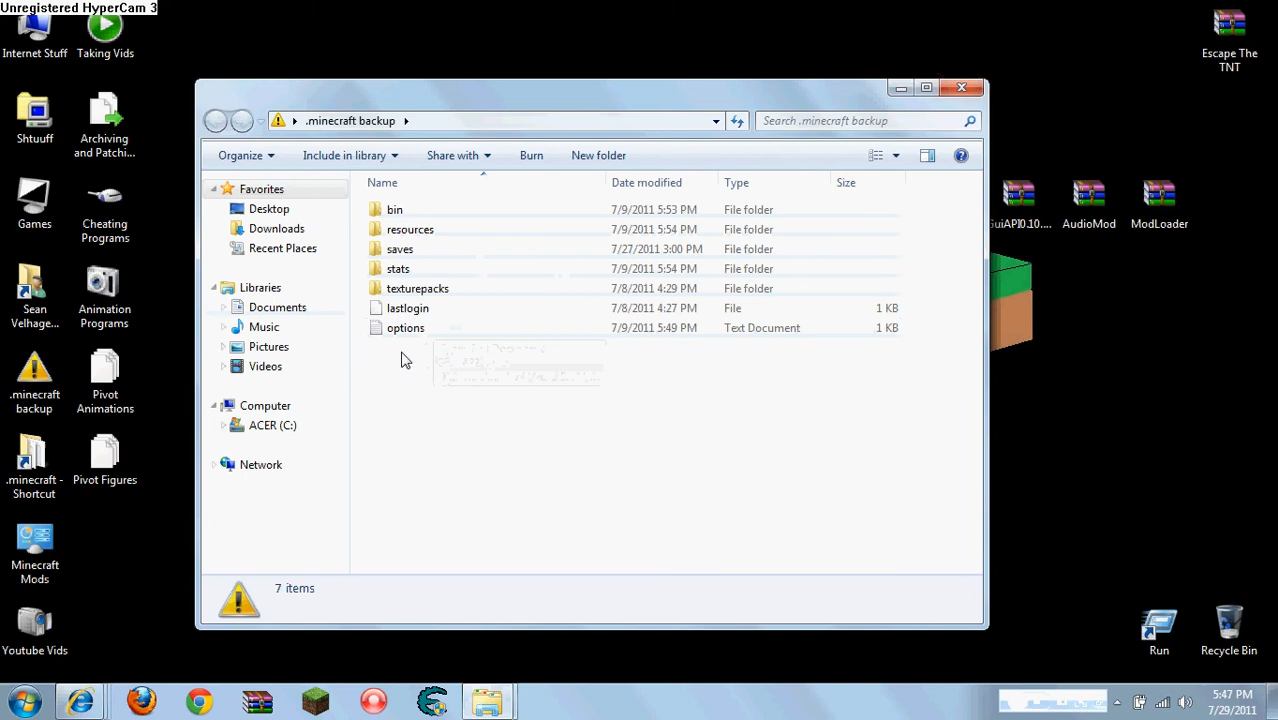 Unregistered HyperCam 3
Internet Stuff
Taking Vids
Escape The
TNT
Shtuuff
Archiving
and Patchi...
Games
Cheating
Programs
Sean
Velhage...
Animation
Programs
.minecraft
backup
Pivot
Animations
.minecraft -
Shortcut
Pivot Figures
Minecraft
Mods
Youtube Vids
.minecraft backup
Search .minecraft backup
Organize
Include in library
Share with
Burn
New folder
Name
Date modified
Type
Size
Favorites
Desktop
Downloads
Recent Places
Libraries
Documents
Music
Pictures
Videos
Computer
ACER (C:)
Network
bin 7/9/2011 5:53 PM File folder
resources 7/9/2011 5:54 PM File folder
saves 7/27/2011 3:00 PM File folder
stats 7/9/2011 5:54 PM File folder
texturepacks 7/8/2011 4:29 PM File folder
lastlogin 7/8/2011 4:27 PM File 1 KB
options 7/9/2011 5:49 PM Text Document 1 KB
7 items
GuiAPI0.10....
AudioMod
ModLoader
Run
Recycle Bin
5:47 PM
7/29/2011